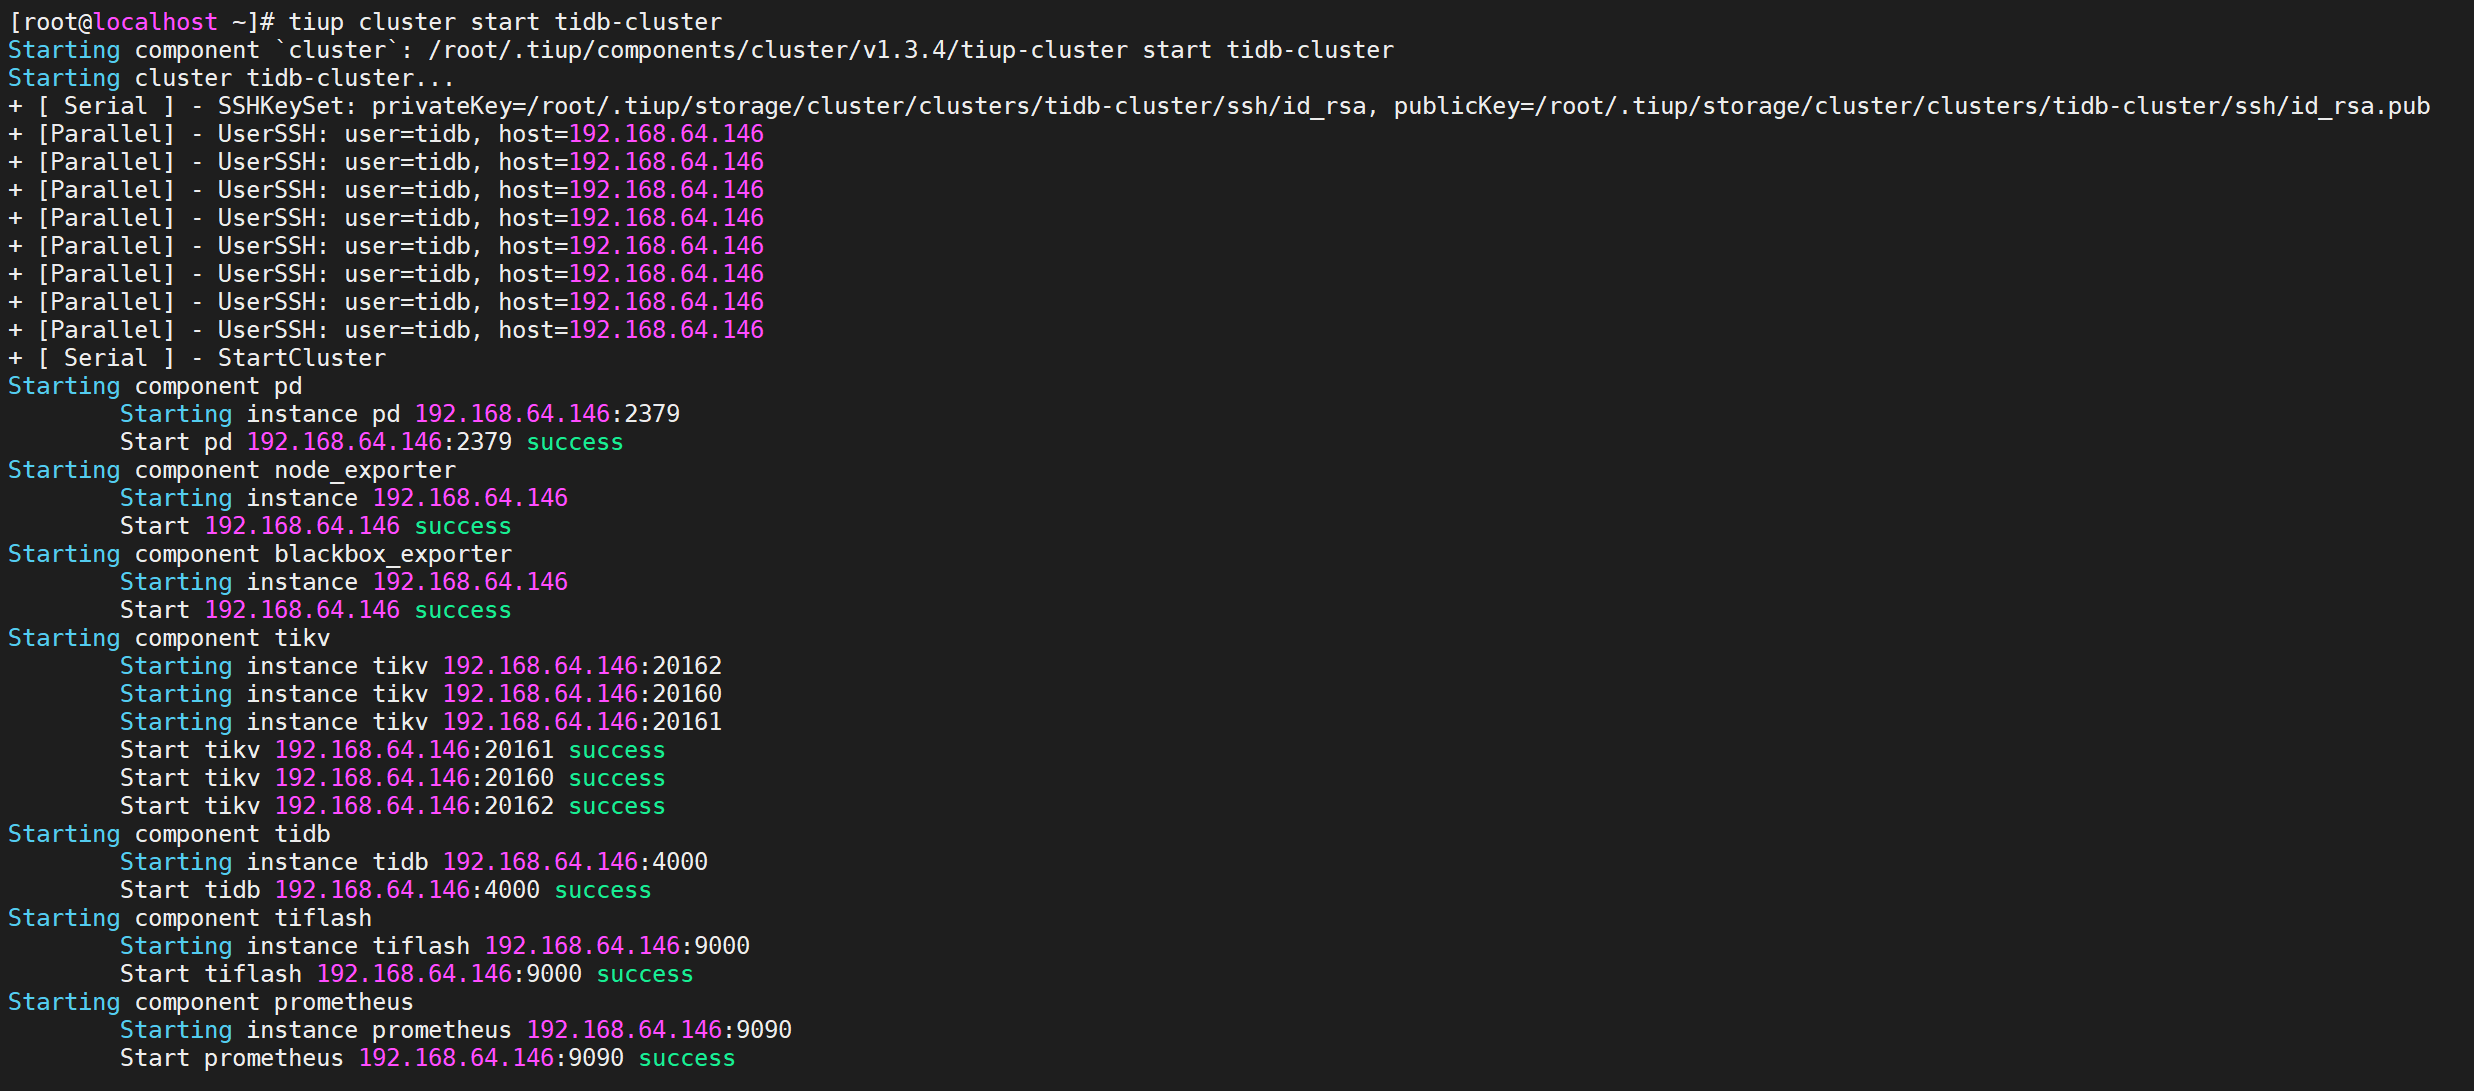 [root@localhost ~]# tiup cluster start tidb-cluster
Starting component `cluster`: /root/.tiup/components/cluster/v1.3.4/tiup-cluster start tidb-cluster
Starting cluster tidb-cluster...
+ [ Serial ] - SSHKeySet: privateKey=/root/.tiup/storage/cluster/clusters/tidb-cluster/ssh/id_rsa, publicKey=/root/.tiup/storage/cluster/clusters/tidb-cluster/ssh/id_rsa.pub
+ [Parallel] - UserSSH: user=tidb, host=192.168.64.146
+ [Parallel] - UserSSH: user=tidb, host=192.168.64.146
+ [Parallel] - UserSSH: user=tidb, host=192.168.64.146
+ [Parallel] - UserSSH: user=tidb, host=192.168.64.146
+ [Parallel] - UserSSH: user=tidb, host=192.168.64.146
+ [Parallel] - UserSSH: user=tidb, host=192.168.64.146
+ [Parallel] - UserSSH: user=tidb, host=192.168.64.146
+ [Parallel] - UserSSH: user=tidb, host=192.168.64.146
+ [ Serial ] - StartCluster
Starting component pd
        Starting instance pd 192.168.64.146:2379
        Start pd 192.168.64.146:2379 success
Starting component node_exporter
        Starting instance 192.168.64.146
        Start 192.168.64.146 success
Starting component blackbox_exporter
        Starting instance 192.168.64.146
        Start 192.168.64.146 success
Starting component tikv
        Starting instance tikv 192.168.64.146:20162
        Starting instance tikv 192.168.64.146:20160
        Starting instance tikv 192.168.64.146:20161
        Start tikv 192.168.64.146:20161 success
        Start tikv 192.168.64.146:20160 success
        Start tikv 192.168.64.146:20162 success
Starting component tidb
        Starting instance tidb 192.168.64.146:4000
        Start tidb 192.168.64.146:4000 success
Starting component tiflash
        Starting instance tiflash 192.168.64.146:9000
        Start tiflash 192.168.64.146:9000 success
Starting component prometheus
        Starting instance prometheus 192.168.64.146:9090
        Start prometheus 192.168.64.146:9090 success